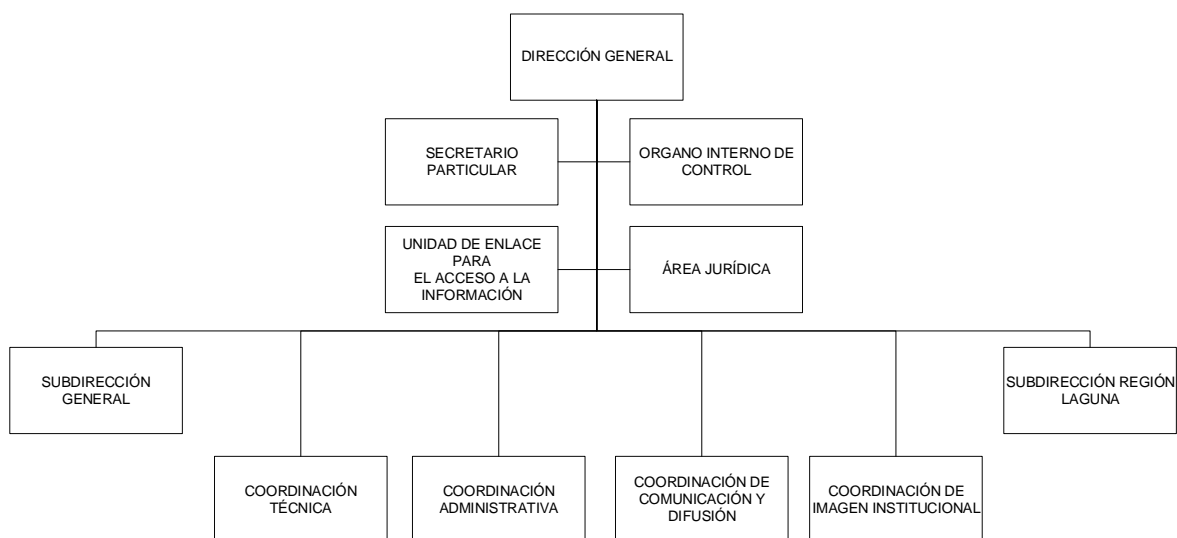 DIRECCIÓN GENERAL
SECRETARIO
PARTICULAR
ORGANO INTERNO DE
CONTROL
UNIDAD DE ENLACE
PARA
EL ACCESO A LA
INFORMACIÓN
ÁREA JURÍDICA
SUBDIRECCIÓN
GENERAL
SUBDIRECCIÓN REGIÓN
LAGUNA
COORDINACIÓN
TÉCNICA
COORDINACIÓN
ADMINISTRATIVA
COORDINACIÓN DE
COMUNICACIÓN Y
DIFUSIÓN
COORDINACIÓN DE
IMAGEN INSTITUCIONAL